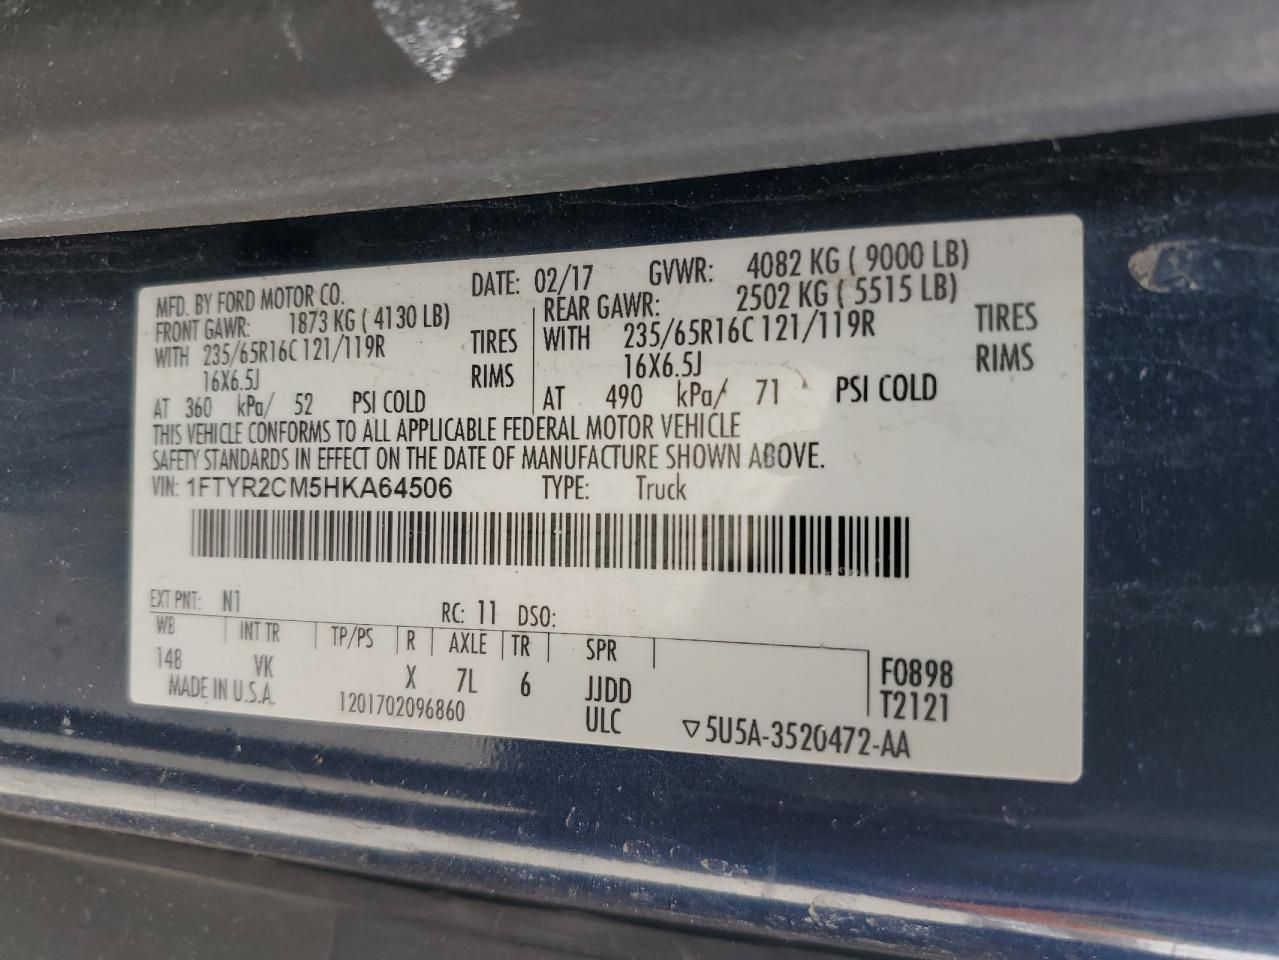 MFD. BY FORD MOTOR CO. DATE: 02/17 GVWR: 4082 KG ( 9000 LB)
FRONT GAWR: 1873 KG ( 4130 LB) REAR GAWR: 2502 KG ( 5515 LB)
WITH 235/65R16C 121/119R TIRES WITH 235/65R16C 121/119R TIRES
16X6.5J RIMS 16X6.5J RIMS
AT 360 kPa/ 52 PSI COLD AT 490 kPa/ 71 PSI COLD
THIS VEHICLE CONFORMS TO ALL APPLICABLE FEDERAL MOTOR VEHICLE
SAFETY STANDARDS IN EFFECT ON THE DATE OF MANUFACTURE SHOWN ABOVE.
VIN: 1FTYR2CM5HKA64506 TYPE: Truck
EXT PNT: N1 RC: 11 DSO:
WB INT TR TP/PS R AXLE TR SPR
148 VK X 7L 6 JJDD F0898
MADE IN U.S.A. 1201702096860 ULC T2121
▽5U5A-3520472-AA